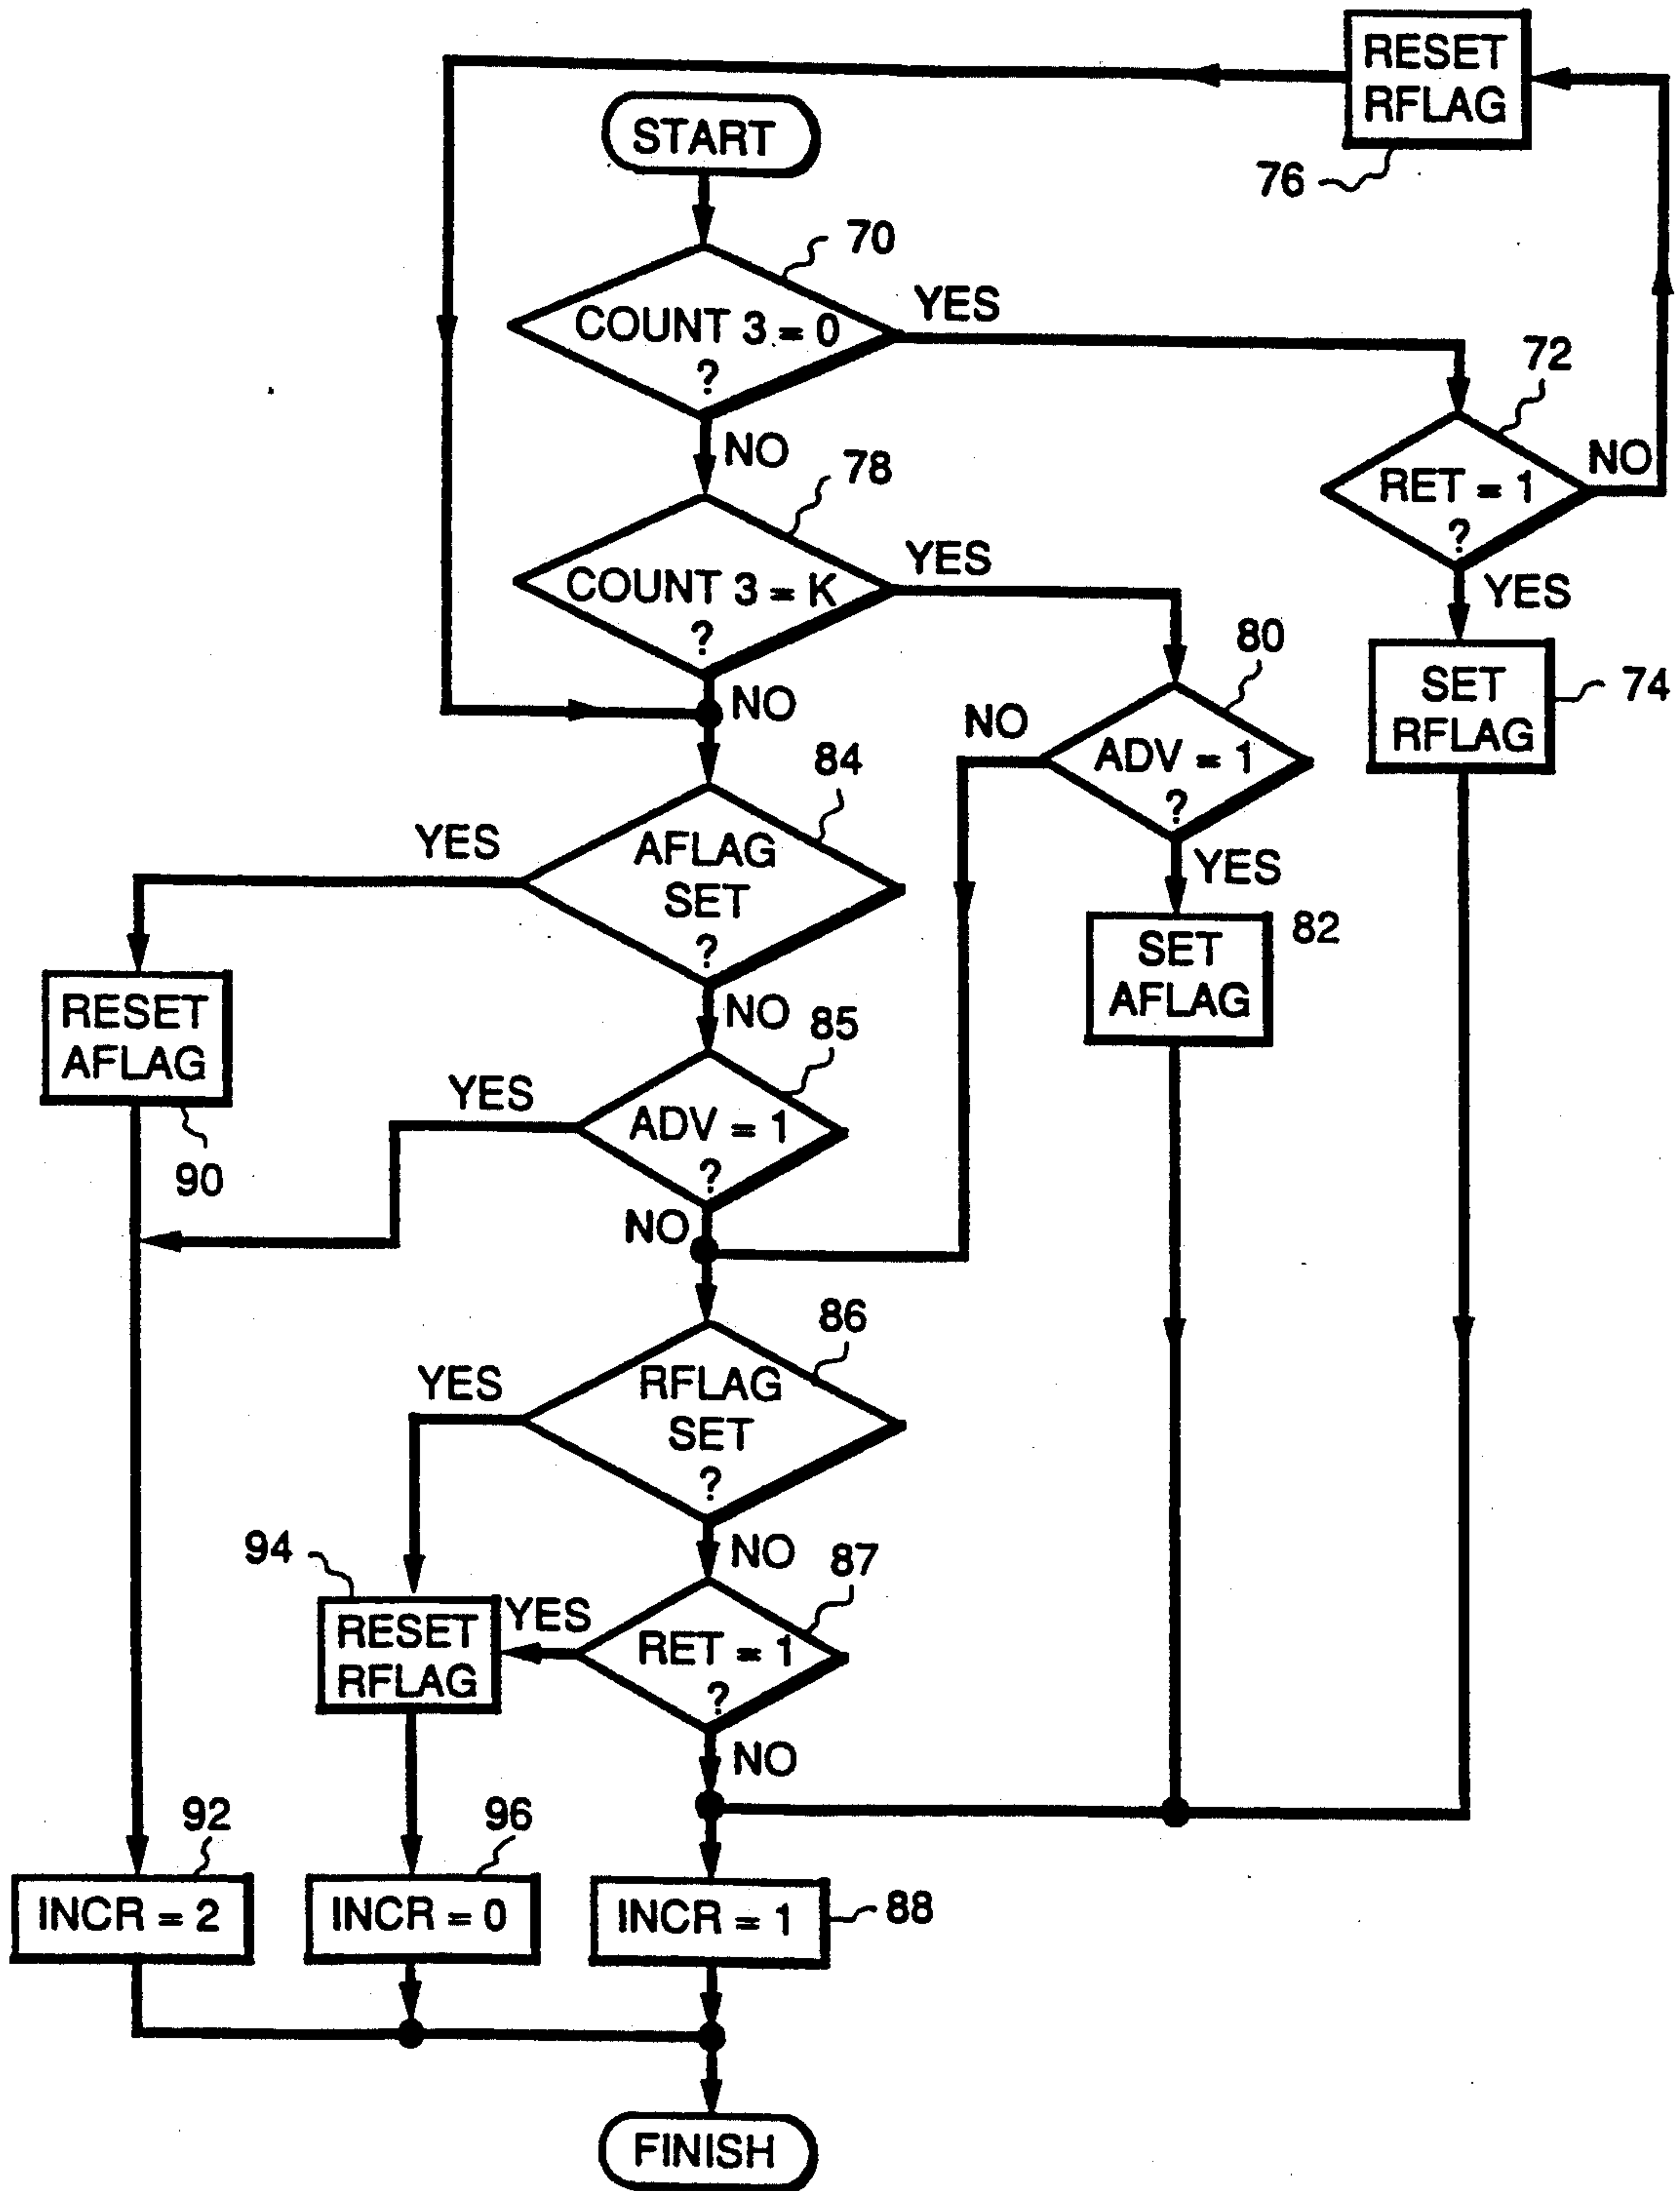 RESET
RFLAG
76
START
70
COUNT 3 = 0
?
YES
NO
72
RET = 1
?
NO
YES
78
COUNT 3 = K
?
YES
NO
80
ADV = 1
?
NO
YES
SET
RFLAG
74
84
AFLAG
SET
?
YES
NO
SET
AFLAG
82
RESET
AFLAG
90
85
ADV = 1
?
YES
NO
86
RFLAG
SET
?
YES
NO
94
RESET
RFLAG
87
RET = 1
?
YES
NO
92
INCR = 2
96
INCR = 0
INCR = 1
88
FINISH